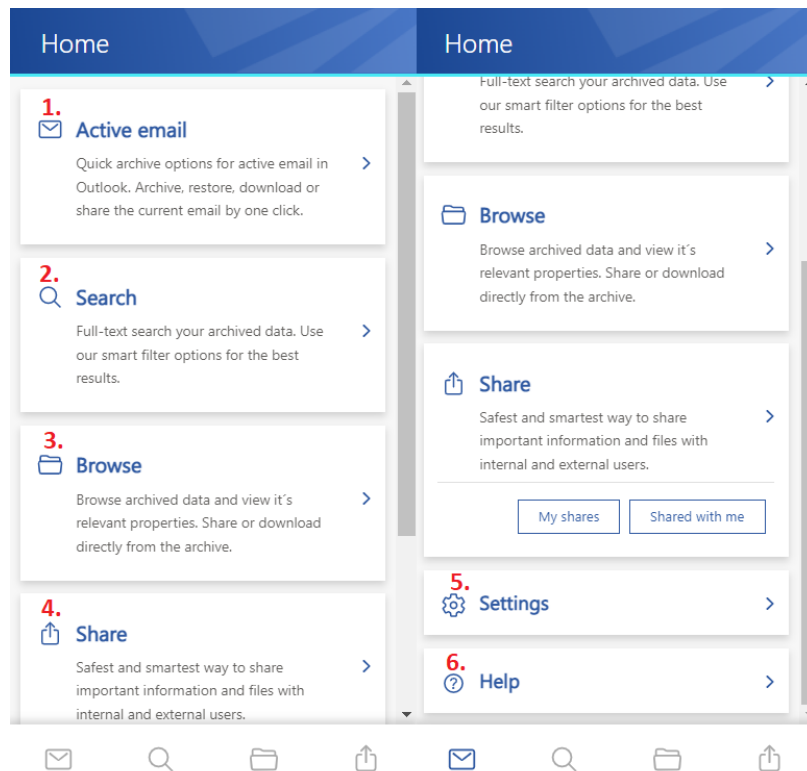 Home
1.
Active email
Quick archive options for active email in
Outlook. Archive, restore, download or
share the current email by one click.
2.
Search
Full-text search your archived data. Use
our smart filter options for the best
results.
3.
Browse
Browse archived data and view it´s
relevant properties. Share or download
directly from the archive.
4.
Share
Safest and smartest way to share
important information and files with
internal and external users.
Home
Full-text search your archived data. Use
our smart filter options for the best
results.
Browse
Browse archived data and view it´s
relevant properties. Share or download
directly from the archive.
Share
Safest and smartest way to share
important information and files with
internal and external users.
My shares Shared with me
5.
Settings
6.
Help